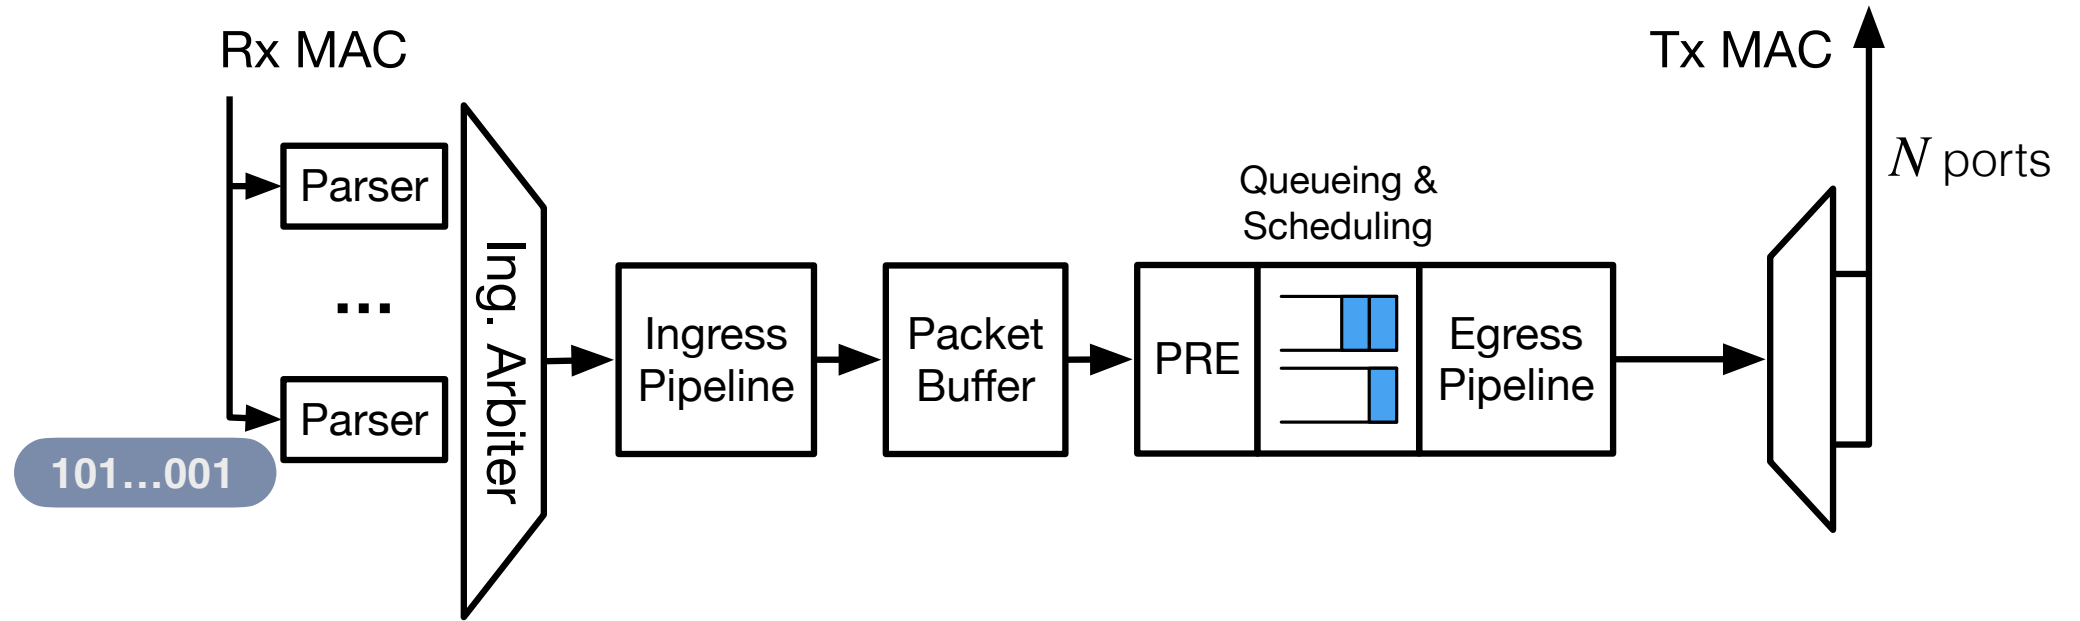 Rx MAC
Tx MAC
N ports
Parser
...
Parser
101...001
Ing. Arbiter
Ingress
Pipeline
Packet
Buffer
PRE
Queueing &
Scheduling
Egress
Pipeline